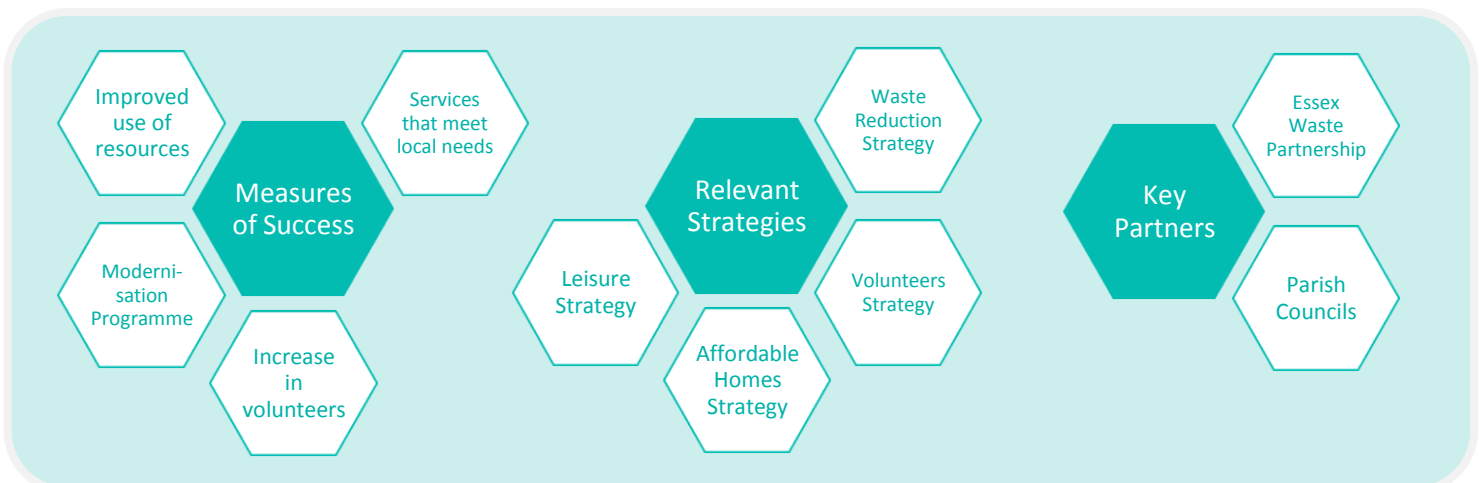 Improved
use of
resources
Services
that meet
local needs
Measures
of Success
Moderni-
sation
Programme
Increase
in
volunteers
Waste
Reduction
Strategy
Relevant
Strategies
Leisure
Strategy
Volunteers
Strategy
Affordable
Homes
Strategy
Essex
Waste
Partnership
Key
Partners
Parish
Councils